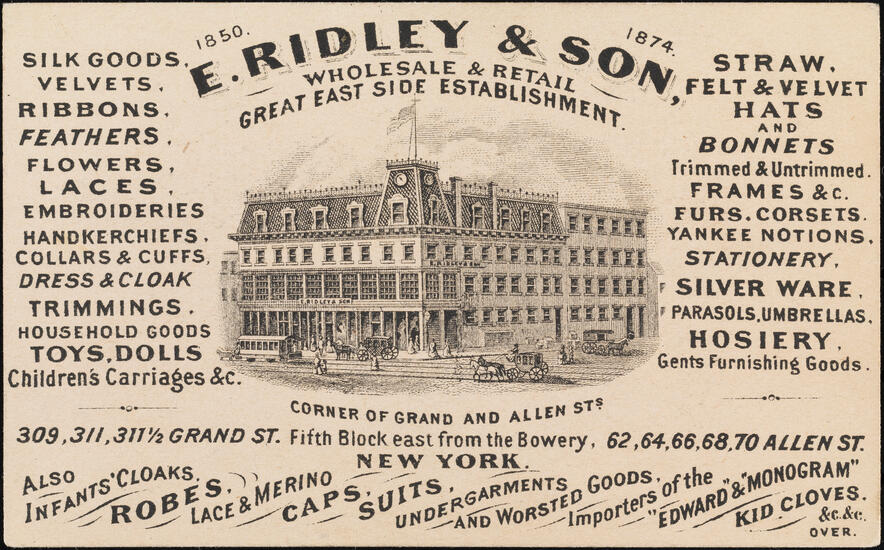 1850.
1874.
E. RIDLEY & SON,
WHOLESALE & RETAIL
GREAT EAST SIDE ESTABLISHMENT.
SILK GOODS,
VELVETS,
RIBBONS,
FEATHERS,
FLOWERS,
LACES,
EMBROIDERIES
HANDKERCHIEFS,
COLLARS & CUFFS,
DRESS & CLOAK
TRIMMINGS,
HOUSEHOLD GOODS
TOYS, DOLLS
Children's Carriages &c.
STRAW,
FELT & VELVET
HATS
AND
BONNETS
Trimmed & Untrimmed.
FRAMES &c.
FURS. CORSETS.
YANKEE NOTIONS,
STATIONERY,
SILVER WARE,
PARASOLS, UMBRELLAS,
HOSIERY,
Gents Furnishing Goods.
E. RIDLEY & SON
CORNER OF GRAND AND ALLEN STS
309, 311, 311½ GRAND ST. Fifth Block east from the Bowery, 62, 64, 66, 68, 70 ALLEN ST.
NEW YORK.
ALSO
INFANTS' CLOAKS,
ROBES,
LACE & MERINO
CAPS,
SUITS,
UNDERGARMENTS
AND WORSTED GOODS,
Importers of the
"EDWARD" & "MONOGRAM"
KID CLOVES.
&c. &c.
OVER.